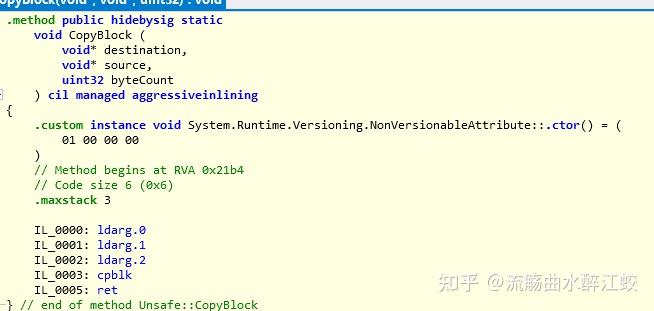 opyBlock(void*, void*, uint32) : void
.method public hidebysig static
void CopyBlock (
void* destination,
void* source,
uint32 byteCount
) cil managed aggressiveinlining
{
.custom instance void System.Runtime.Versioning.NonVersionableAttribute::.ctor() = (
01 00 00 00
)
// Method begins at RVA 0x21b4
// Code size 6 (0x6)
.maxstack 3
IL_0000: ldarg.0
IL_0001: ldarg.1
IL_0002: ldarg.2
IL_0003: cpblk
IL_0005: ret
} // end of method Unsafe::CopyBlock
知乎 @流觞曲水醉江蛟